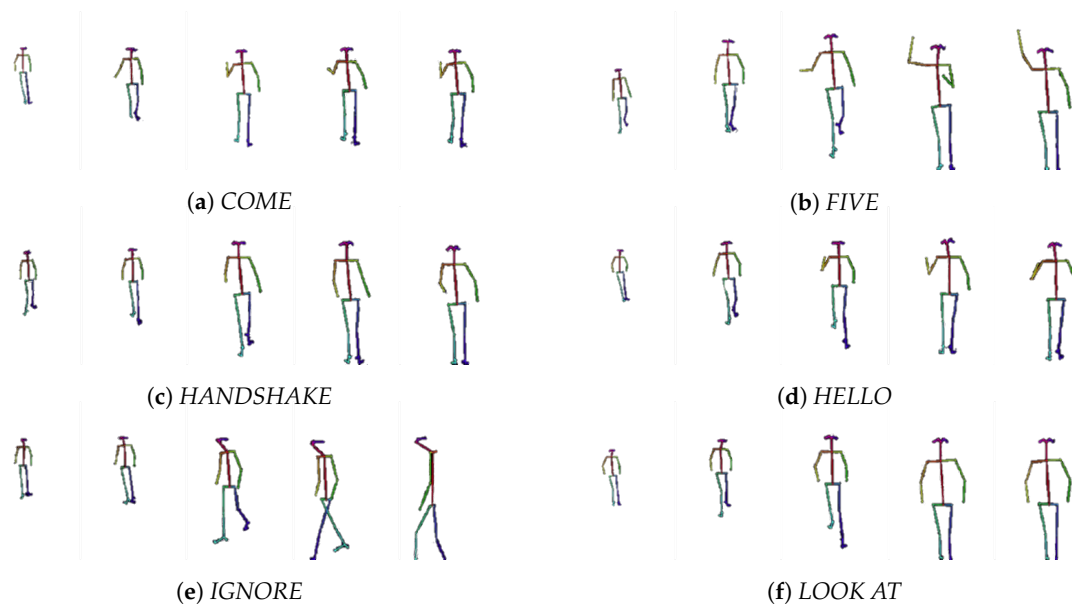 (a) COME
(b) FIVE
(c) HANDSHAKE
(d) HELLO
(e) IGNORE
(f) LOOK AT